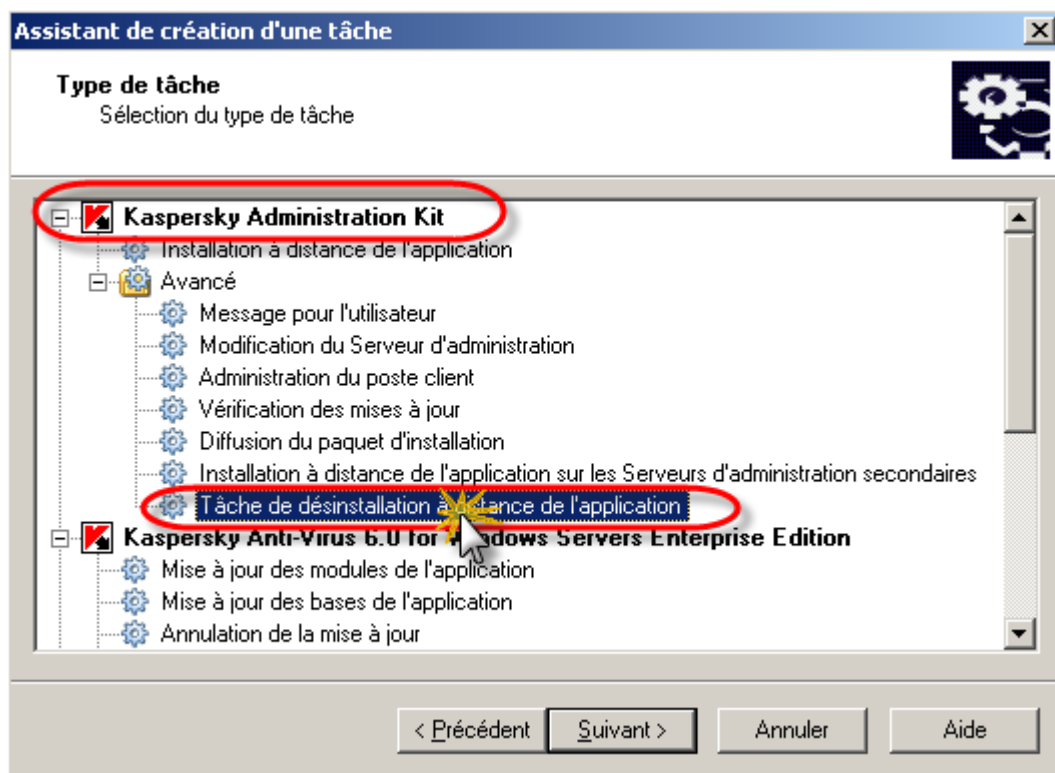 Assistant de création d'une tâche
Type de tâche
Sélection du type de tâche
Kaspersky Administration Kit
Installation à distance de l'application
Avancé
Message pour l'utilisateur
Modification du Serveur d'administration
Administration du poste client
Vérification des mises à jour
Diffusion du paquet d'installation
Installation à distance de l'application sur les Serveurs d'administration secondaires
Tâche de désinstallation à distance de l'application
Kaspersky Anti-Virus 6.0 for Windows Servers Enterprise Edition
Mise à jour des modules de l'application
Mise à jour des bases de l'application
Annulation de la mise à jour
< Précédent Suivant > Annuler Aide